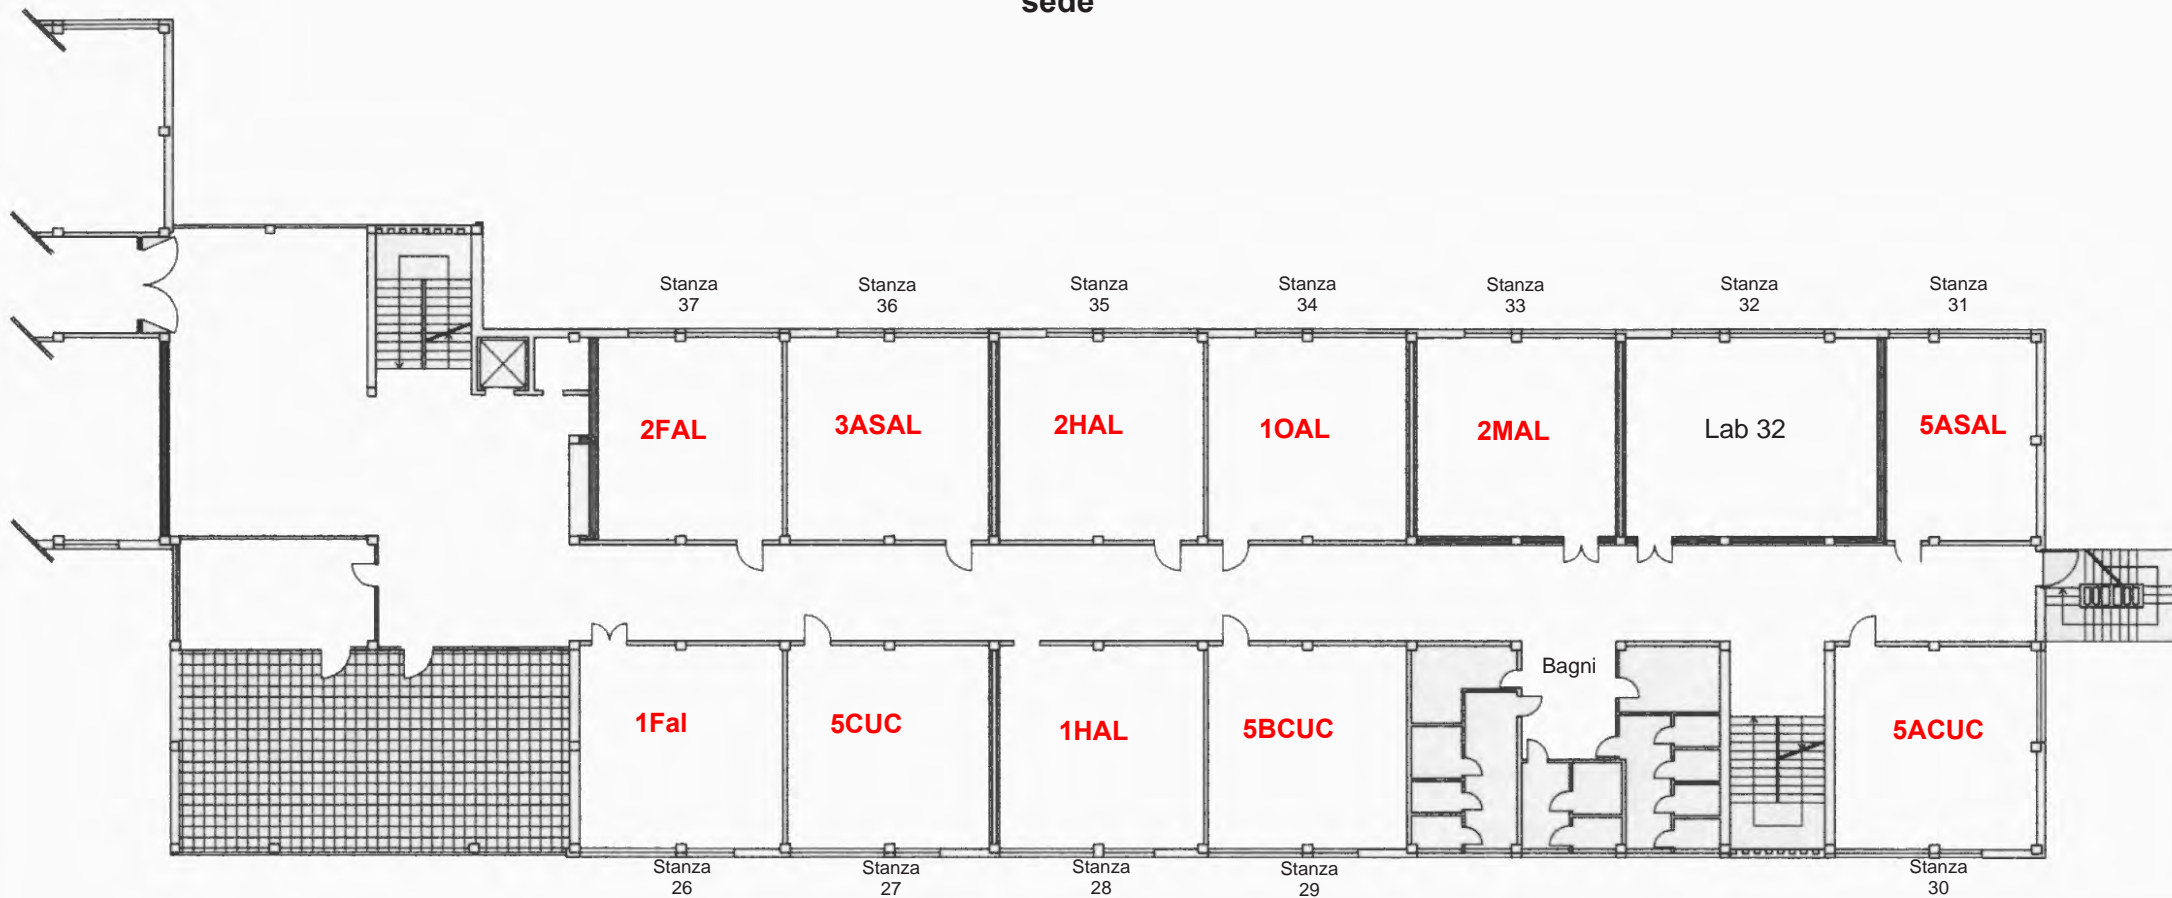 sede
Stanza
37
Stanza
36
Stanza
35
Stanza
34
Stanza
33
Stanza
32
Stanza
31
2FAL
3ASAL
2HAL
1OAL
2MAL
Lab 32
5ASAL
Bagni
1Fal
5CUC
1HAL
5BCUC
5ACUC
Stanza
26
Stanza
27
Stanza
28
Stanza
29
Stanza
30